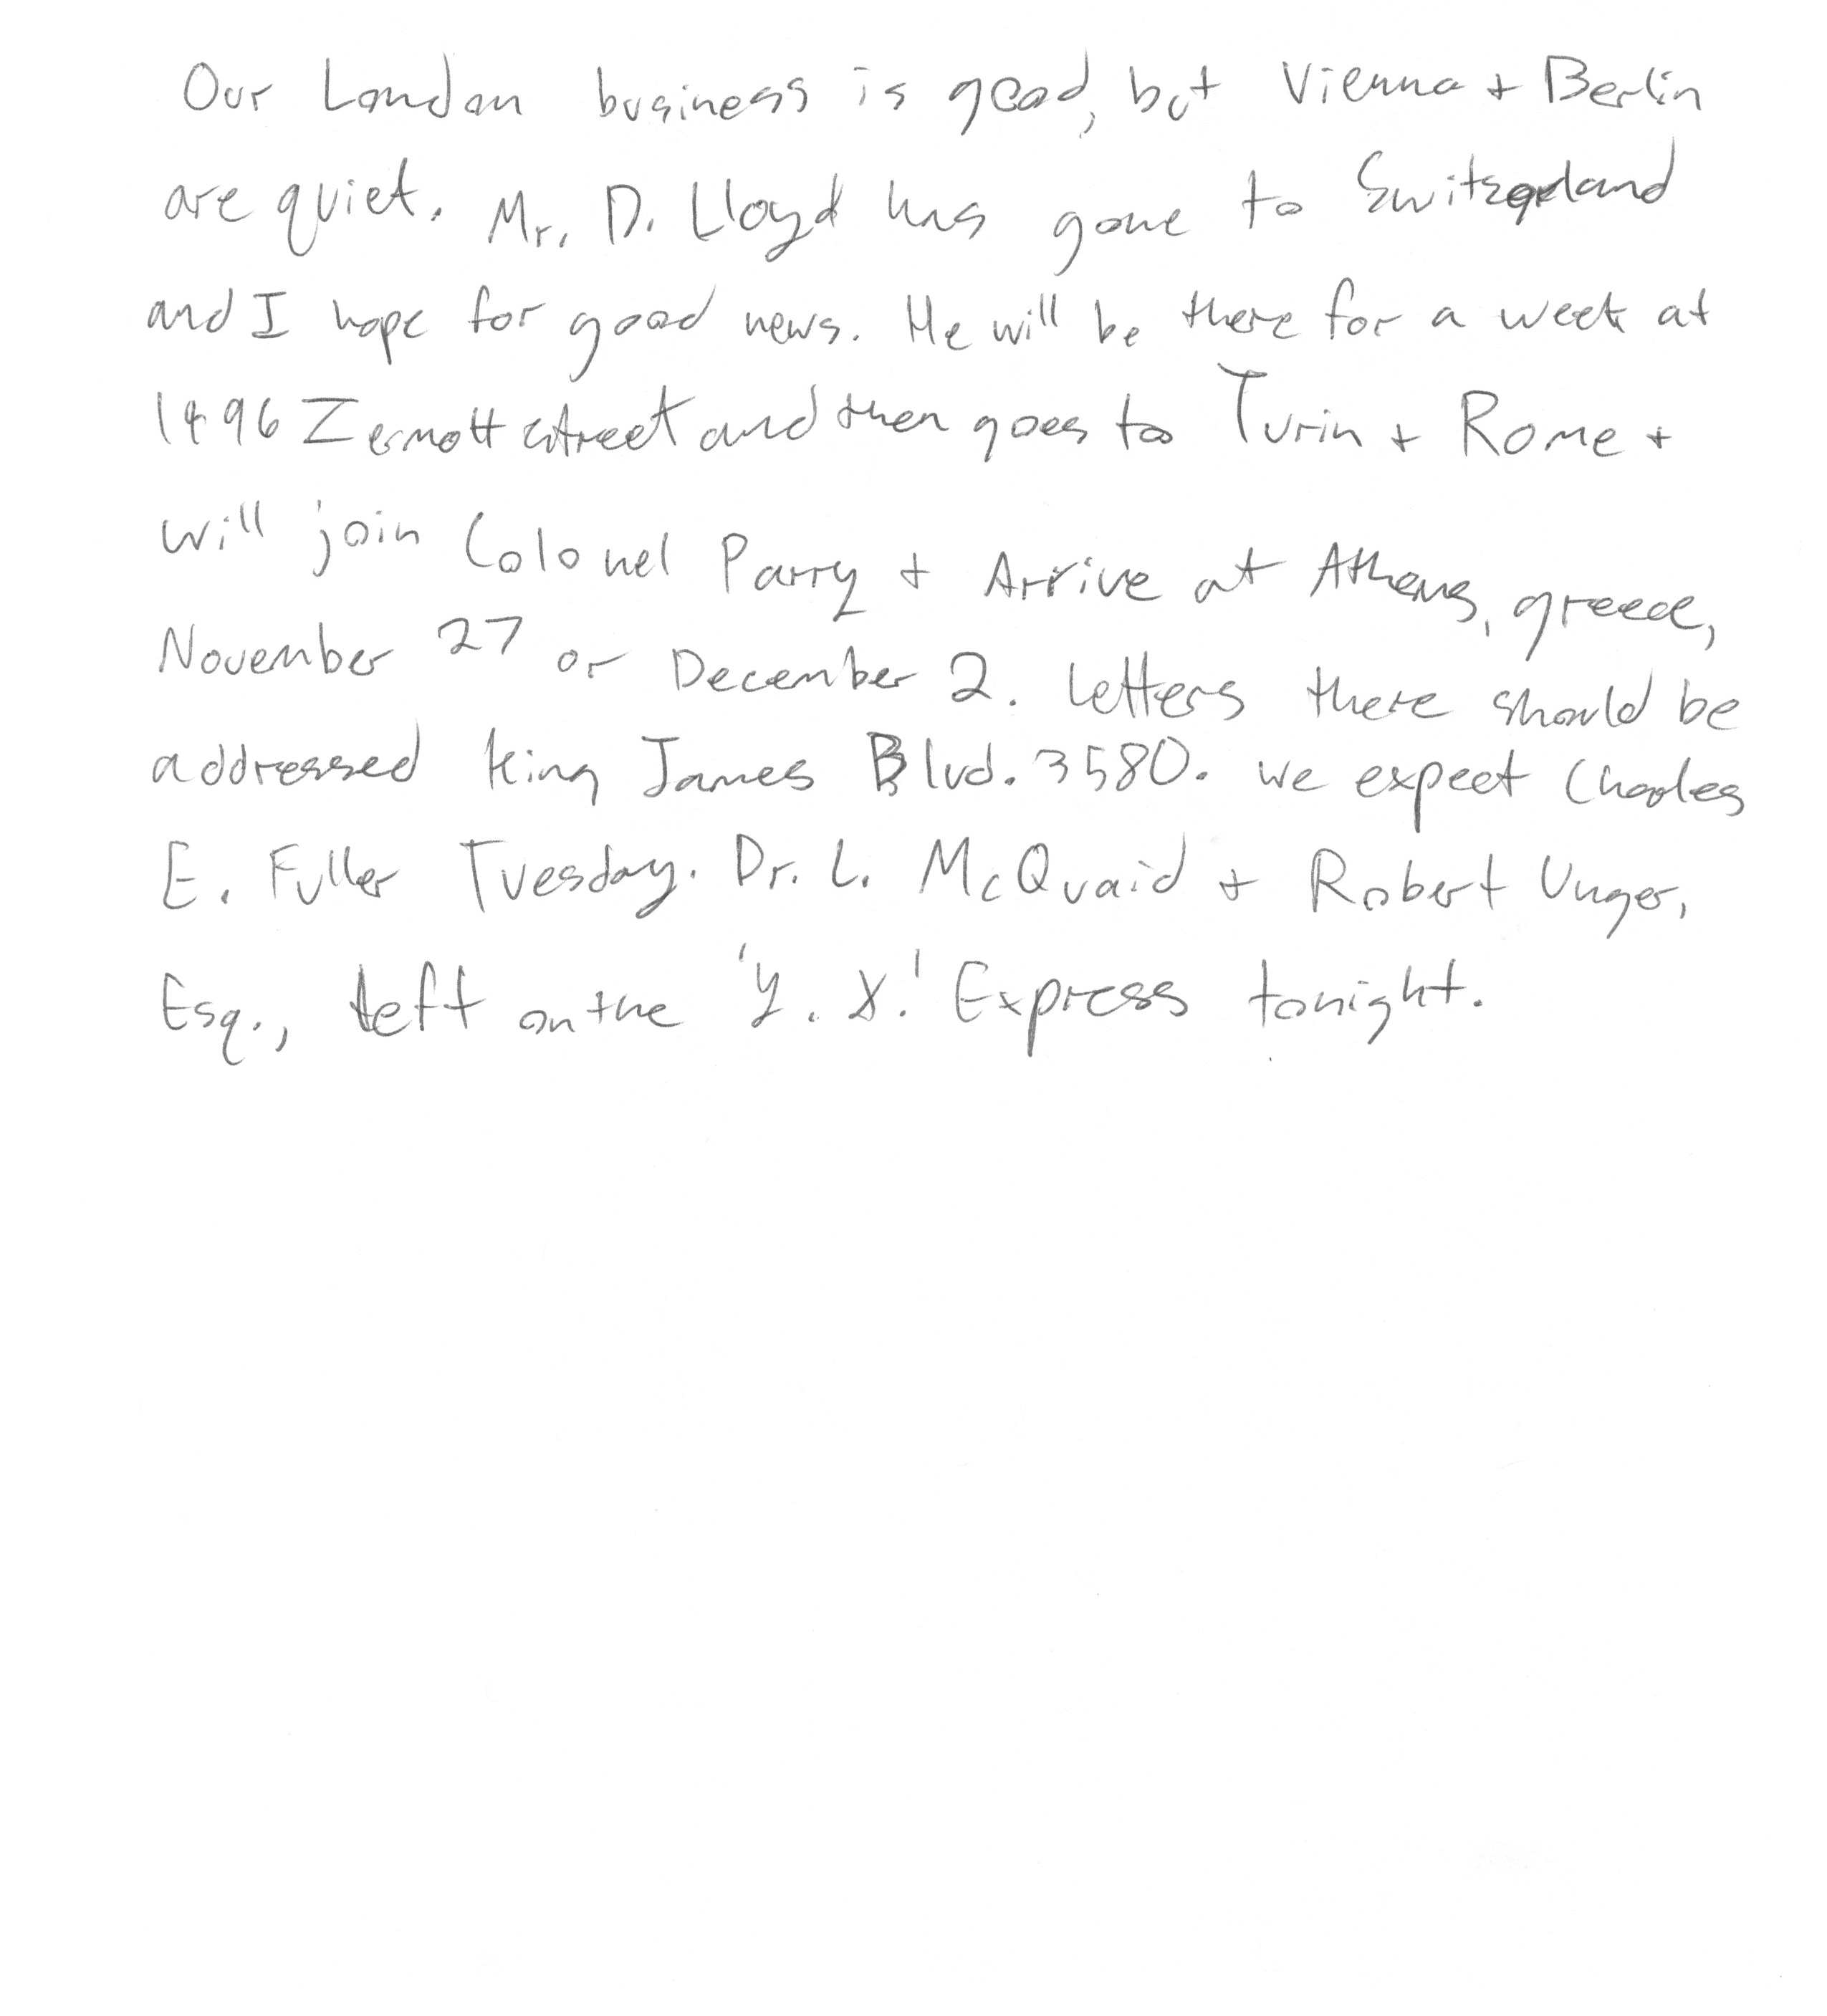 Our London business is good, but Vienna + Berlin
are quiet. Mr. D. Lloyd has gone to Switzerland
and I hope for good news. He will be there for a week at
1496 Zermott street and then goes to Turin + Rome +
will join Colonel Parry + Arrive at Athens, greece,
November 27 or December 2. letters there should be
addressed King James Blvd. 3580. we expect Charles
E. Fuller Tuesday. Dr. L. McQuaid + Robert Unger,
Esq., left on the 'Y. X.' Express tonight.